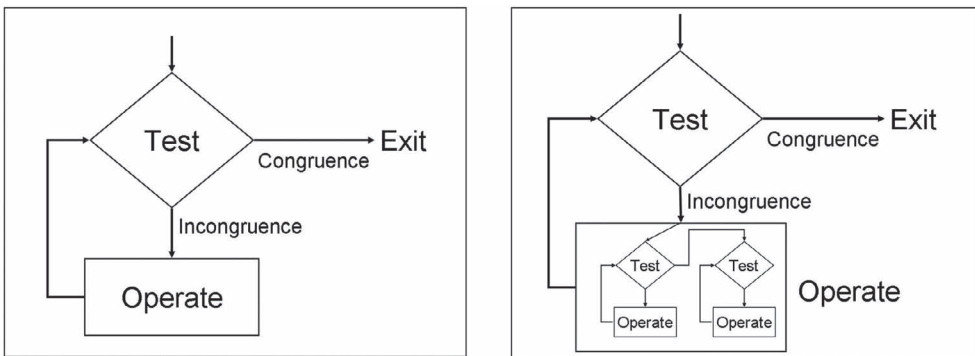 Test
Exit
Congruence
Incongruence
Operate
Test
Exit
Congruence
Incongruence
Test
Test
Operate
Operate
Operate